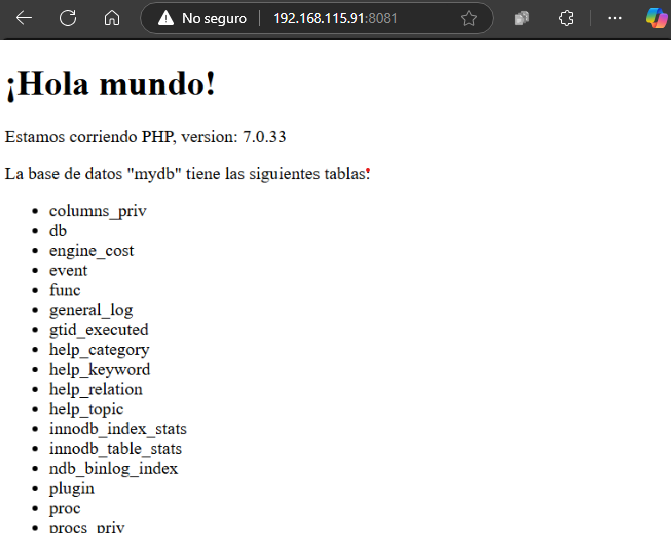 No seguro
192.168.115.91:8081
¡Hola mundo!
Estamos corriendo PHP, version: 7.0.33
La base de datos "mydb" tiene las siguientes tablas:
columns_priv
db
engine_cost
event
func
general_log
gtid_executed
help_category
help_keyword
help_relation
help_topic
innodb_index_stats
innodb_table_stats
ndb_binlog_index
plugin
proc
procs_priv